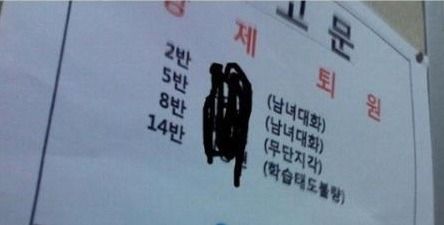 고문
강제퇴원
2반 (남녀대화)
5반 (남녀대화)
8반 (무단지각)
14반 (학습태도불량)